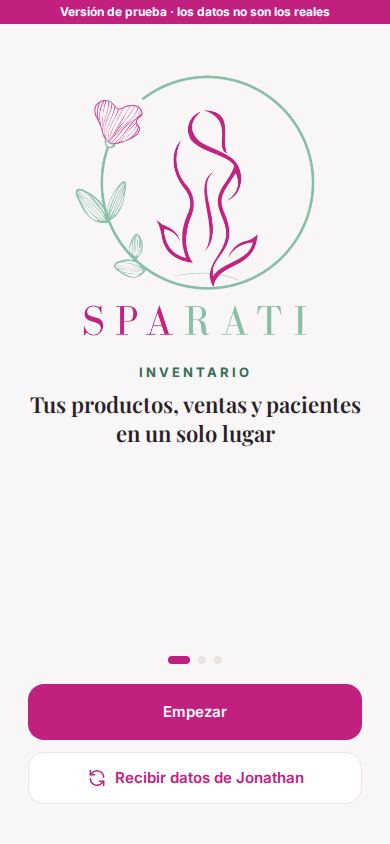 Versión de prueba · los datos no son los reales
SPARATI
INVENTARIO
Tus productos, ventas y pacientes
en un solo lugar
Empezar
Recibir datos de Jonathan